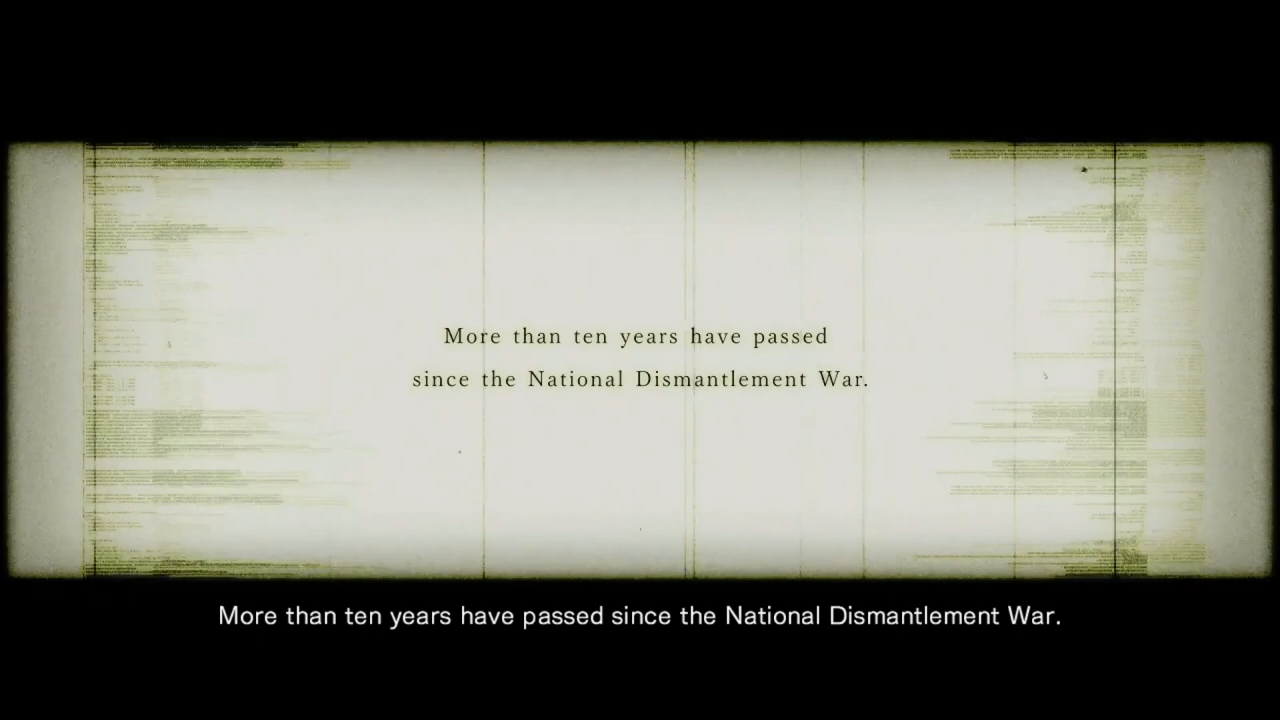 More than ten years have passed
since the National Dismantlement War.
More than ten years have passed since the National Dismantlement War.